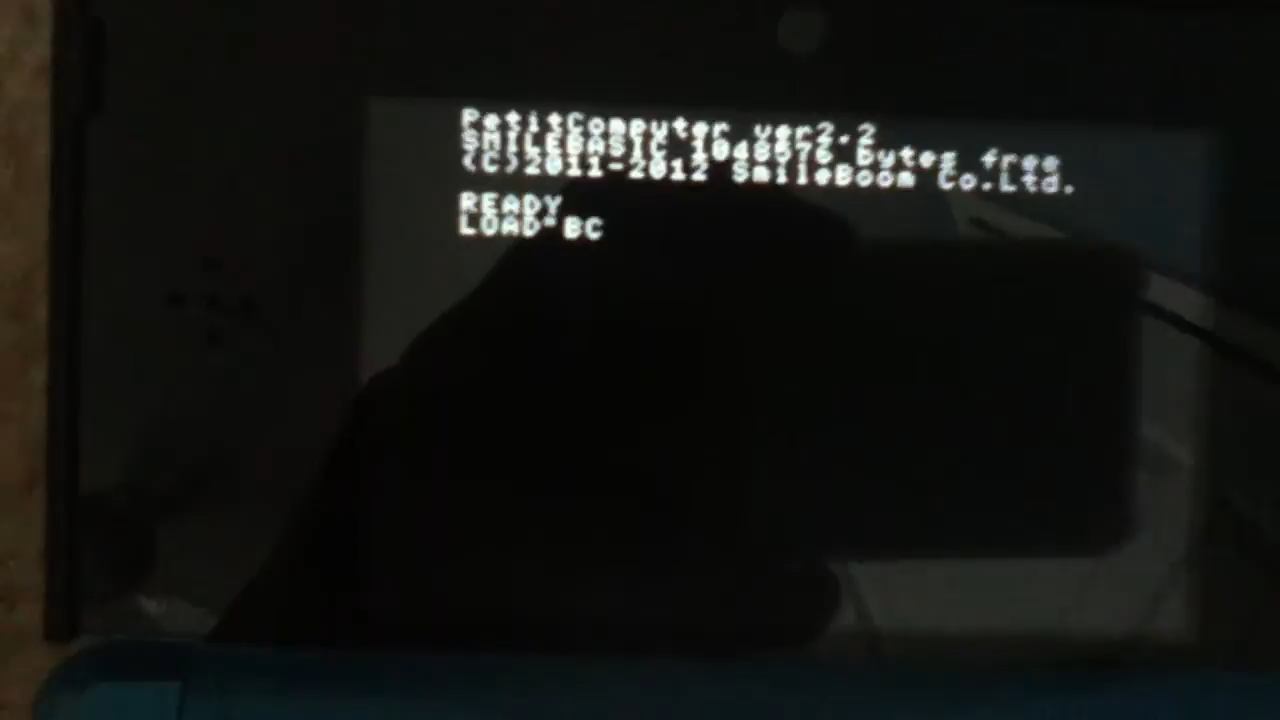 PetitComputer ver2.2
SMILEBASIC 1048576 bytes free
(C)2011-2012 SmileBoom Co.Ltd.
READY
LOAD"BC